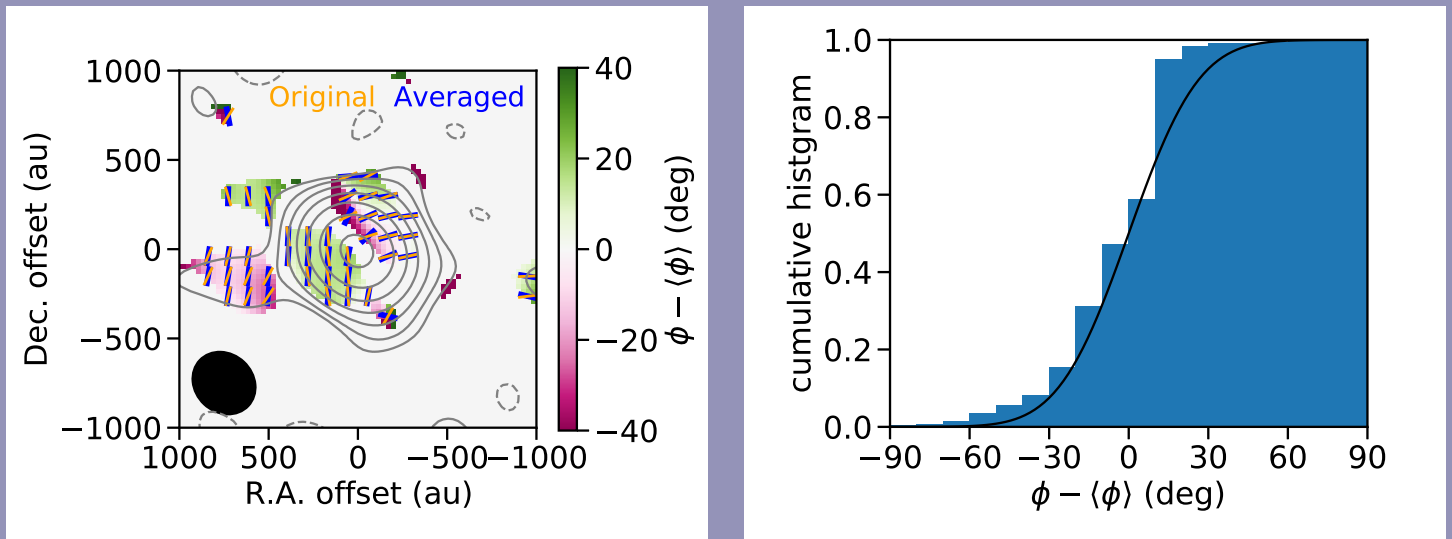 Original Averaged
1000
500
0
−500
−1000
Dec. offset (au)
1000 500 0 −500 −1000
R.A. offset (au)
40
20
0
−20
−40
ϕ − ⟨ϕ⟩ (deg)
1.0
0.8
0.6
0.4
0.2
0.0
cumulative histgram
−90 −60 −30 0 30 60 90
ϕ − ⟨ϕ⟩ (deg)